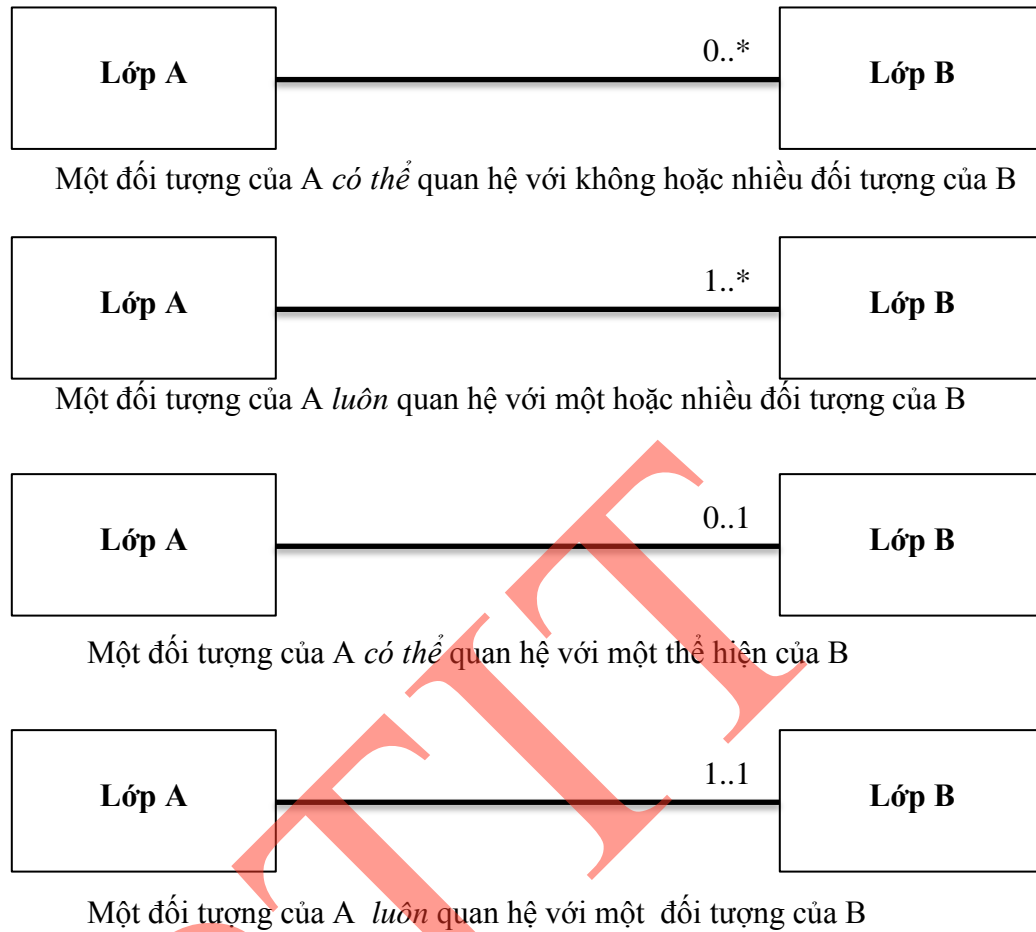 0..*
Lớp A Lớp B
Một đối tượng của A có thể quan hệ với không hoặc nhiều đối tượng của B
1..*
Lớp A Lớp B
Một đối tượng của A luôn quan hệ với một hoặc nhiều đối tượng của B
0..1
Lớp A Lớp B
Một đối tượng của A có thể quan hệ với một thể hiện của B
1..1
Lớp A Lớp B
Một đối tượng của A luôn quan hệ với một đối tượng của B
PTIT